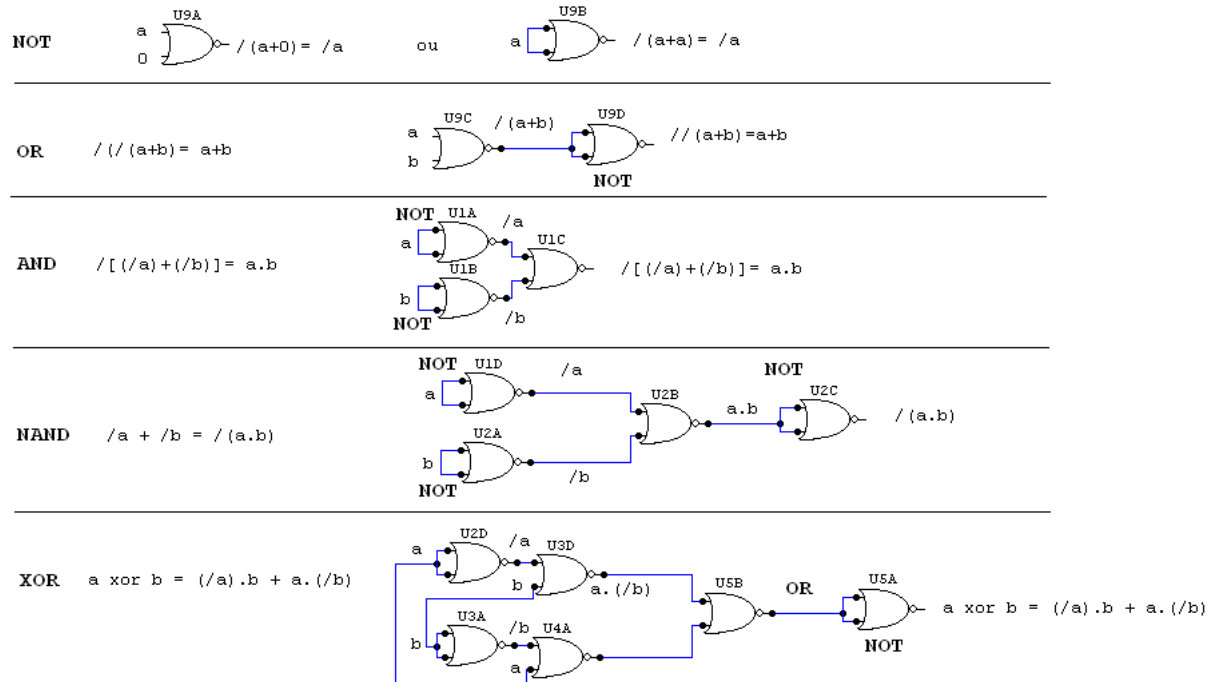 U9A
U9B
NOT
a
0
/(a+0)= /a
ou
a
/(a+a)= /a
U9C
/(a+b)
U9D
OR
/(/(a+b)= a+b
a
b
//(a+b)=a+b
NOT
NOT
U1A
/a
a
U1C
AND
/[(/a)+(/b)]= a.b
U1B
/[(/a)+(/b)]= a.b
b
/b
NOT
NOT
U1D
/a
NOT
a
U2B
U2C
a.b
/(a.b)
NAND
/a + /b = /(a.b)
U2A
b
/b
NOT
U2D
/a
U3D
a
XOR
a xor b = (/a).b + a.(/b)
b
a.(/b)
U5B
OR
U5A
a xor b = (/a).b + a.(/b)
U3A
/b
U4A
b
a
NOT